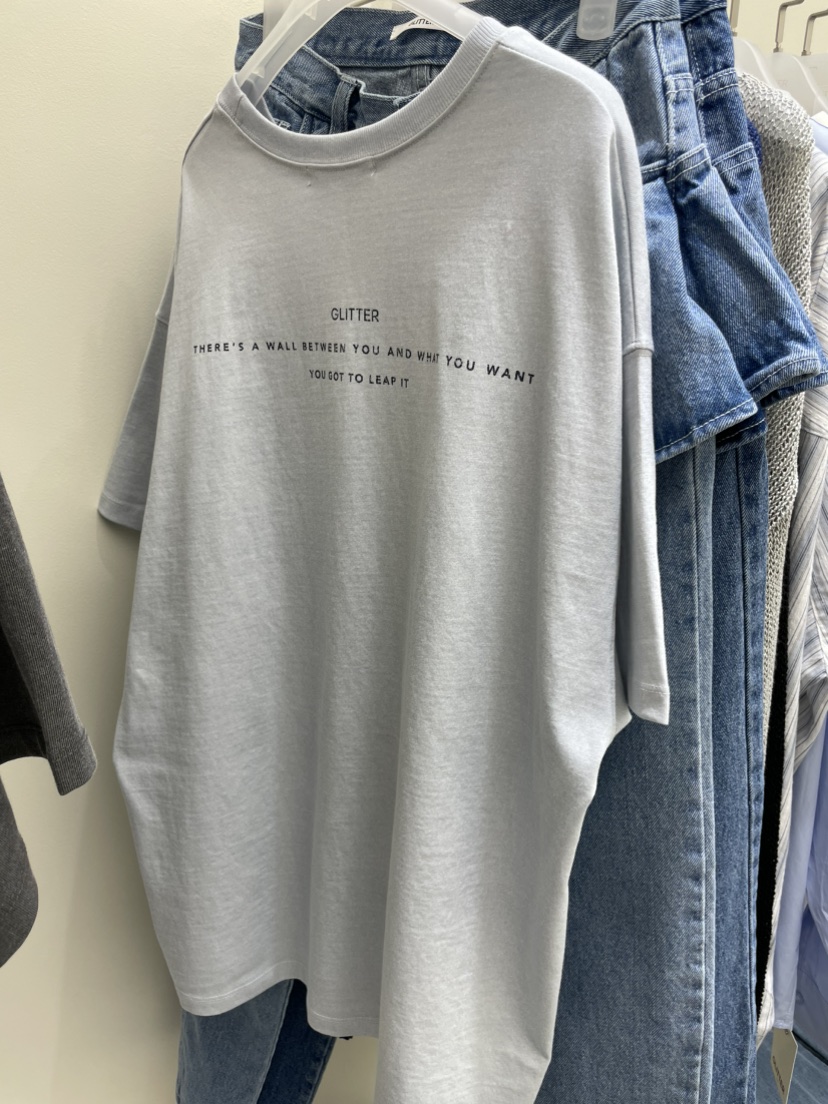 GLITTER
THERE'S A WALL BETWEEN YOU AND WHAT YOU WANT
YOU GOT TO LEAP IT